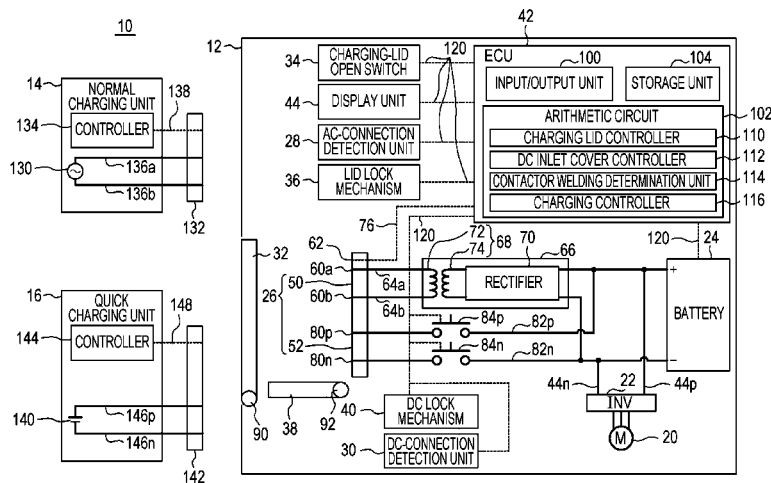 10
12
42
14
NORMAL
CHARGING UNIT
134
CONTROLLER
138
130
136a
136b
132
16
QUICK
CHARGING UNIT
144
CONTROLLER
148
140
146p
146n
142
34
CHARGING-LID
OPEN SWITCH
120
44
DISPLAY UNIT
28
AC-CONNECTION
DETECTION UNIT
36
LID LOCK
MECHANISM
ECU
100
104
INPUT/OUTPUT UNIT
STORAGE UNIT
ARITHMETIC CIRCUIT
102
CHARGING LID CONTROLLER
110
DC INLET COVER CONTROLLER
112
CONTACTOR WELDING DETERMINATION UNIT
114
CHARGING CONTROLLER
116
76
120
72
74
68
70
66
120
24
32
62
60a
64a
RECTIFIER
26
50
60b
64b
80p
84p
82p
52
84n
80n
82n
+
BATTERY
−
44n
22
44p
INV
M
20
90
38
92
40
DC LOCK
MECHANISM
30
DC-CONNECTION
DETECTION UNIT